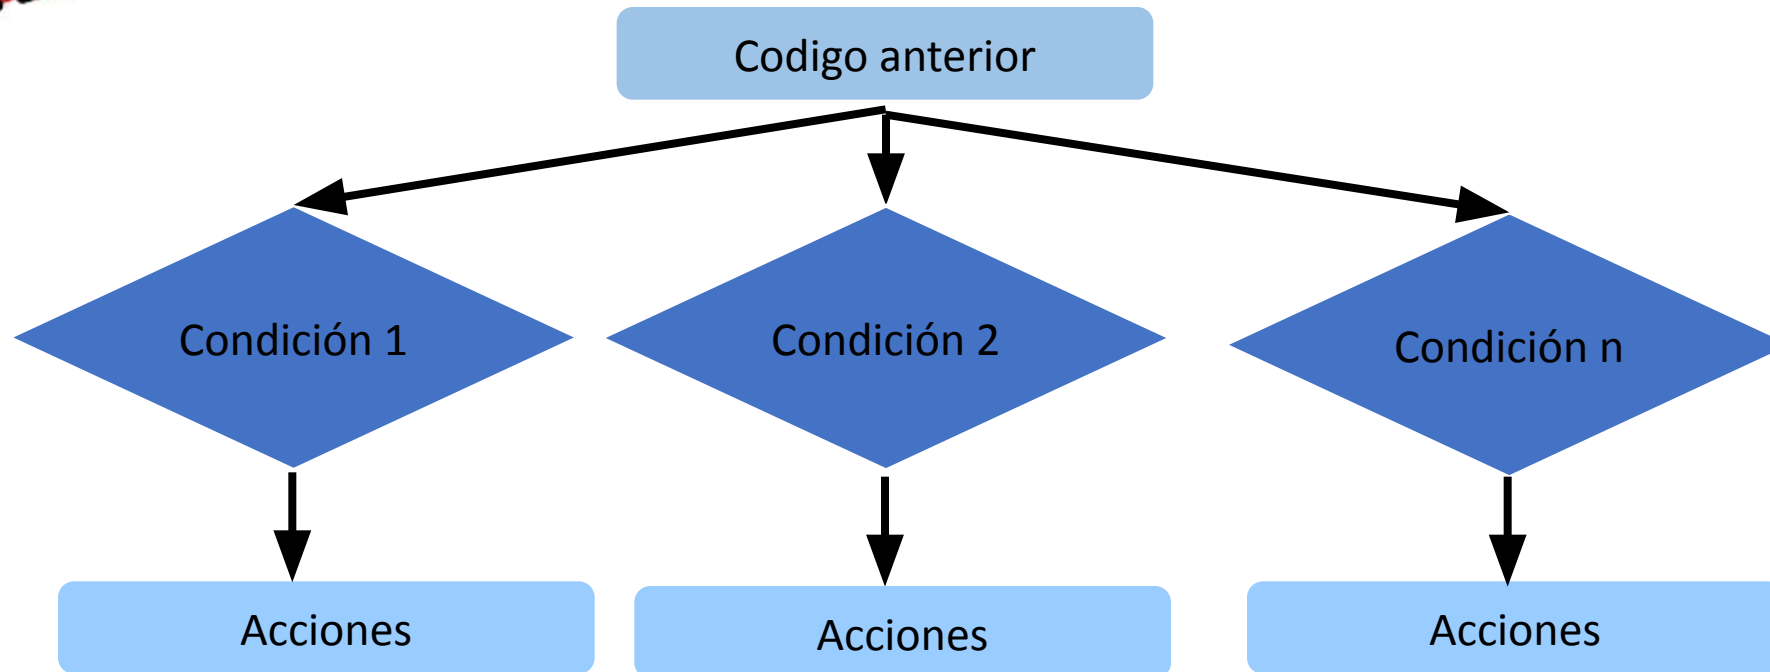 Codigo anterior
Condición 1
Condición 2
Condición n
Acciones
Acciones
Acciones